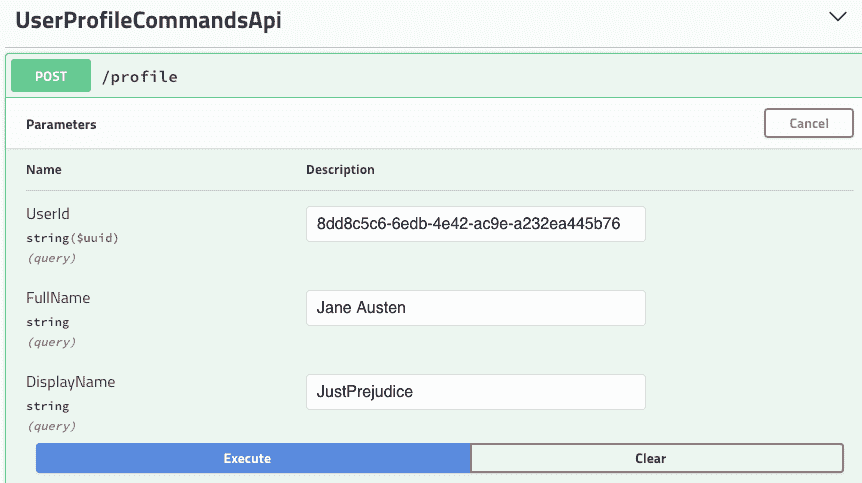 UserProfileCommandsApi
POST /profile
Parameters Cancel
Name Description
UserId 8dd8c5c6-6edb-4e42-ac9e-a232ea445b76
string($uuid)
(query)
FullName Jane Austen
string
(query)
DisplayName JustPrejudice
string
(query)
Execute Clear